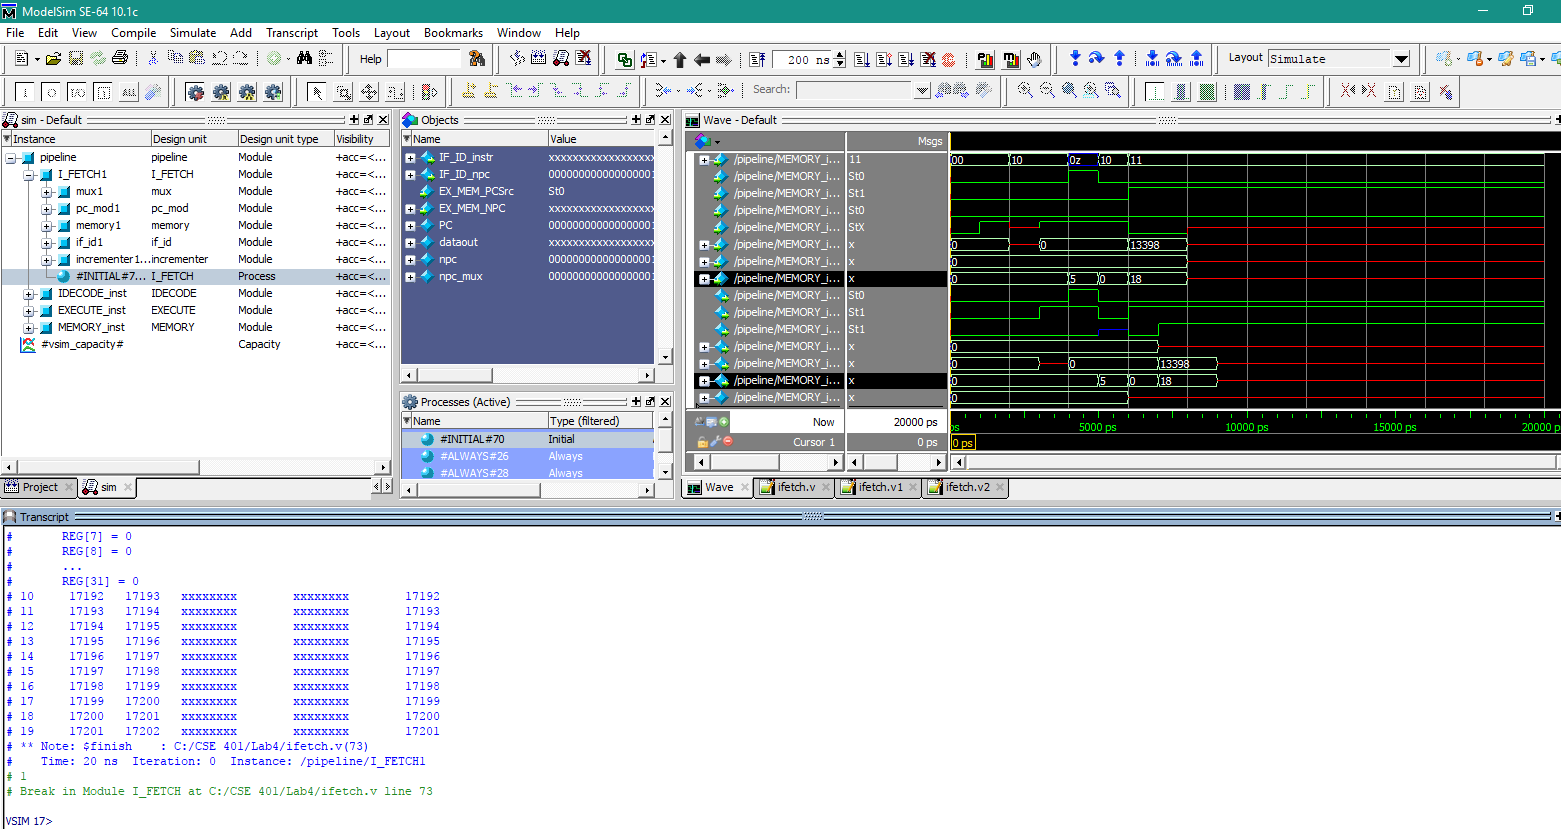 ModelSim SE-64 10.1c
File Edit View Compile Simulate Add Transcript Tools Layout Bookmarks Window Help
Help 200 ns Layout Simulate
Search:
sim - Default
Instance Design unit Design unit type Visibility
pipeline pipeline Module +acc=<...
I_FETCH1 I_FETCH Module +acc=<...
mux1 mux Module +acc=<...
pc_mod1 pc_mod Module +acc=<...
memory1 memory Module +acc=<...
if_id1 if_id Module +acc=<...
incrementer1... incrementer Module +acc=<...
#INITIAL#7... I_FETCH Process +acc=<...
IDECODE_inst IDECODE Module +acc=<...
EXECUTE_inst EXECUTE Module +acc=<...
MEMORY_inst MEMORY Module +acc=<...
#vsim_capacity# Capacity +acc=<...
Project sim
Objects
Name Value
IF_ID_instr xxxxxxxxxxxxxxxxxx
IF_ID_npc 000000000000000001
EX_MEM_PCSrc St0
EX_MEM_NPC xxxxxxxxxxxxxxxxxx
PC 000000000000000001
dataout xxxxxxxxxxxxxxxxxx
npc 000000000000000001
npc_mux 000000000000000001
Processes (Active)
Name Type (filtered)
#INITIAL#70 Initial
#ALWAYS#26 Always
#ALWAYS#28 Always
Wave - Default
Msgs
/pipeline/MEMORY_i... 11 00 10 0z 10 11
/pipeline/MEMORY_i... St0
/pipeline/MEMORY_i... St1
/pipeline/MEMORY_i... St0
/pipeline/MEMORY_i... StX
/pipeline/MEMORY_i... x 0 0 13398
/pipeline/MEMORY_i... x 0
/pipeline/MEMORY_i... x 0 5 0 18
/pipeline/MEMORY_i... St0
/pipeline/MEMORY_i... St1
/pipeline/MEMORY_i... St1
/pipeline/MEMORY_i... x 0
/pipeline/MEMORY_i... x 0 0 13398
/pipeline/MEMORY_i... x 0 5 0 18
/pipeline/MEMORY_i... x 0
Now 20000 ps ps 5000 ps 10000 ps 15000 ps 20000 p
Cursor 1 0 ps 0 ps
Wave ifetch.v ifetch.v1 ifetch.v2
Transcript
# REG[7] = 0
# REG[8] = 0
# ...
# REG[31] = 0
# 10 17192 17193 xxxxxxxx xxxxxxxx 17192
# 11 17193 17194 xxxxxxxx xxxxxxxx 17193
# 12 17194 17195 xxxxxxxx xxxxxxxx 17194
# 13 17195 17196 xxxxxxxx xxxxxxxx 17195
# 14 17196 17197 xxxxxxxx xxxxxxxx 17196
# 15 17197 17198 xxxxxxxx xxxxxxxx 17197
# 16 17198 17199 xxxxxxxx xxxxxxxx 17198
# 17 17199 17200 xxxxxxxx xxxxxxxx 17199
# 18 17200 17201 xxxxxxxx xxxxxxxx 17200
# 19 17201 17202 xxxxxxxx xxxxxxxx 17201
# ** Note: $finish : C:/CSE 401/Lab4/ifetch.v(73)
# Time: 20 ns Iteration: 0 Instance: /pipeline/I_FETCH1
# 1
# Break in Module I_FETCH at C:/CSE 401/Lab4/ifetch.v line 73
VSIM 17>